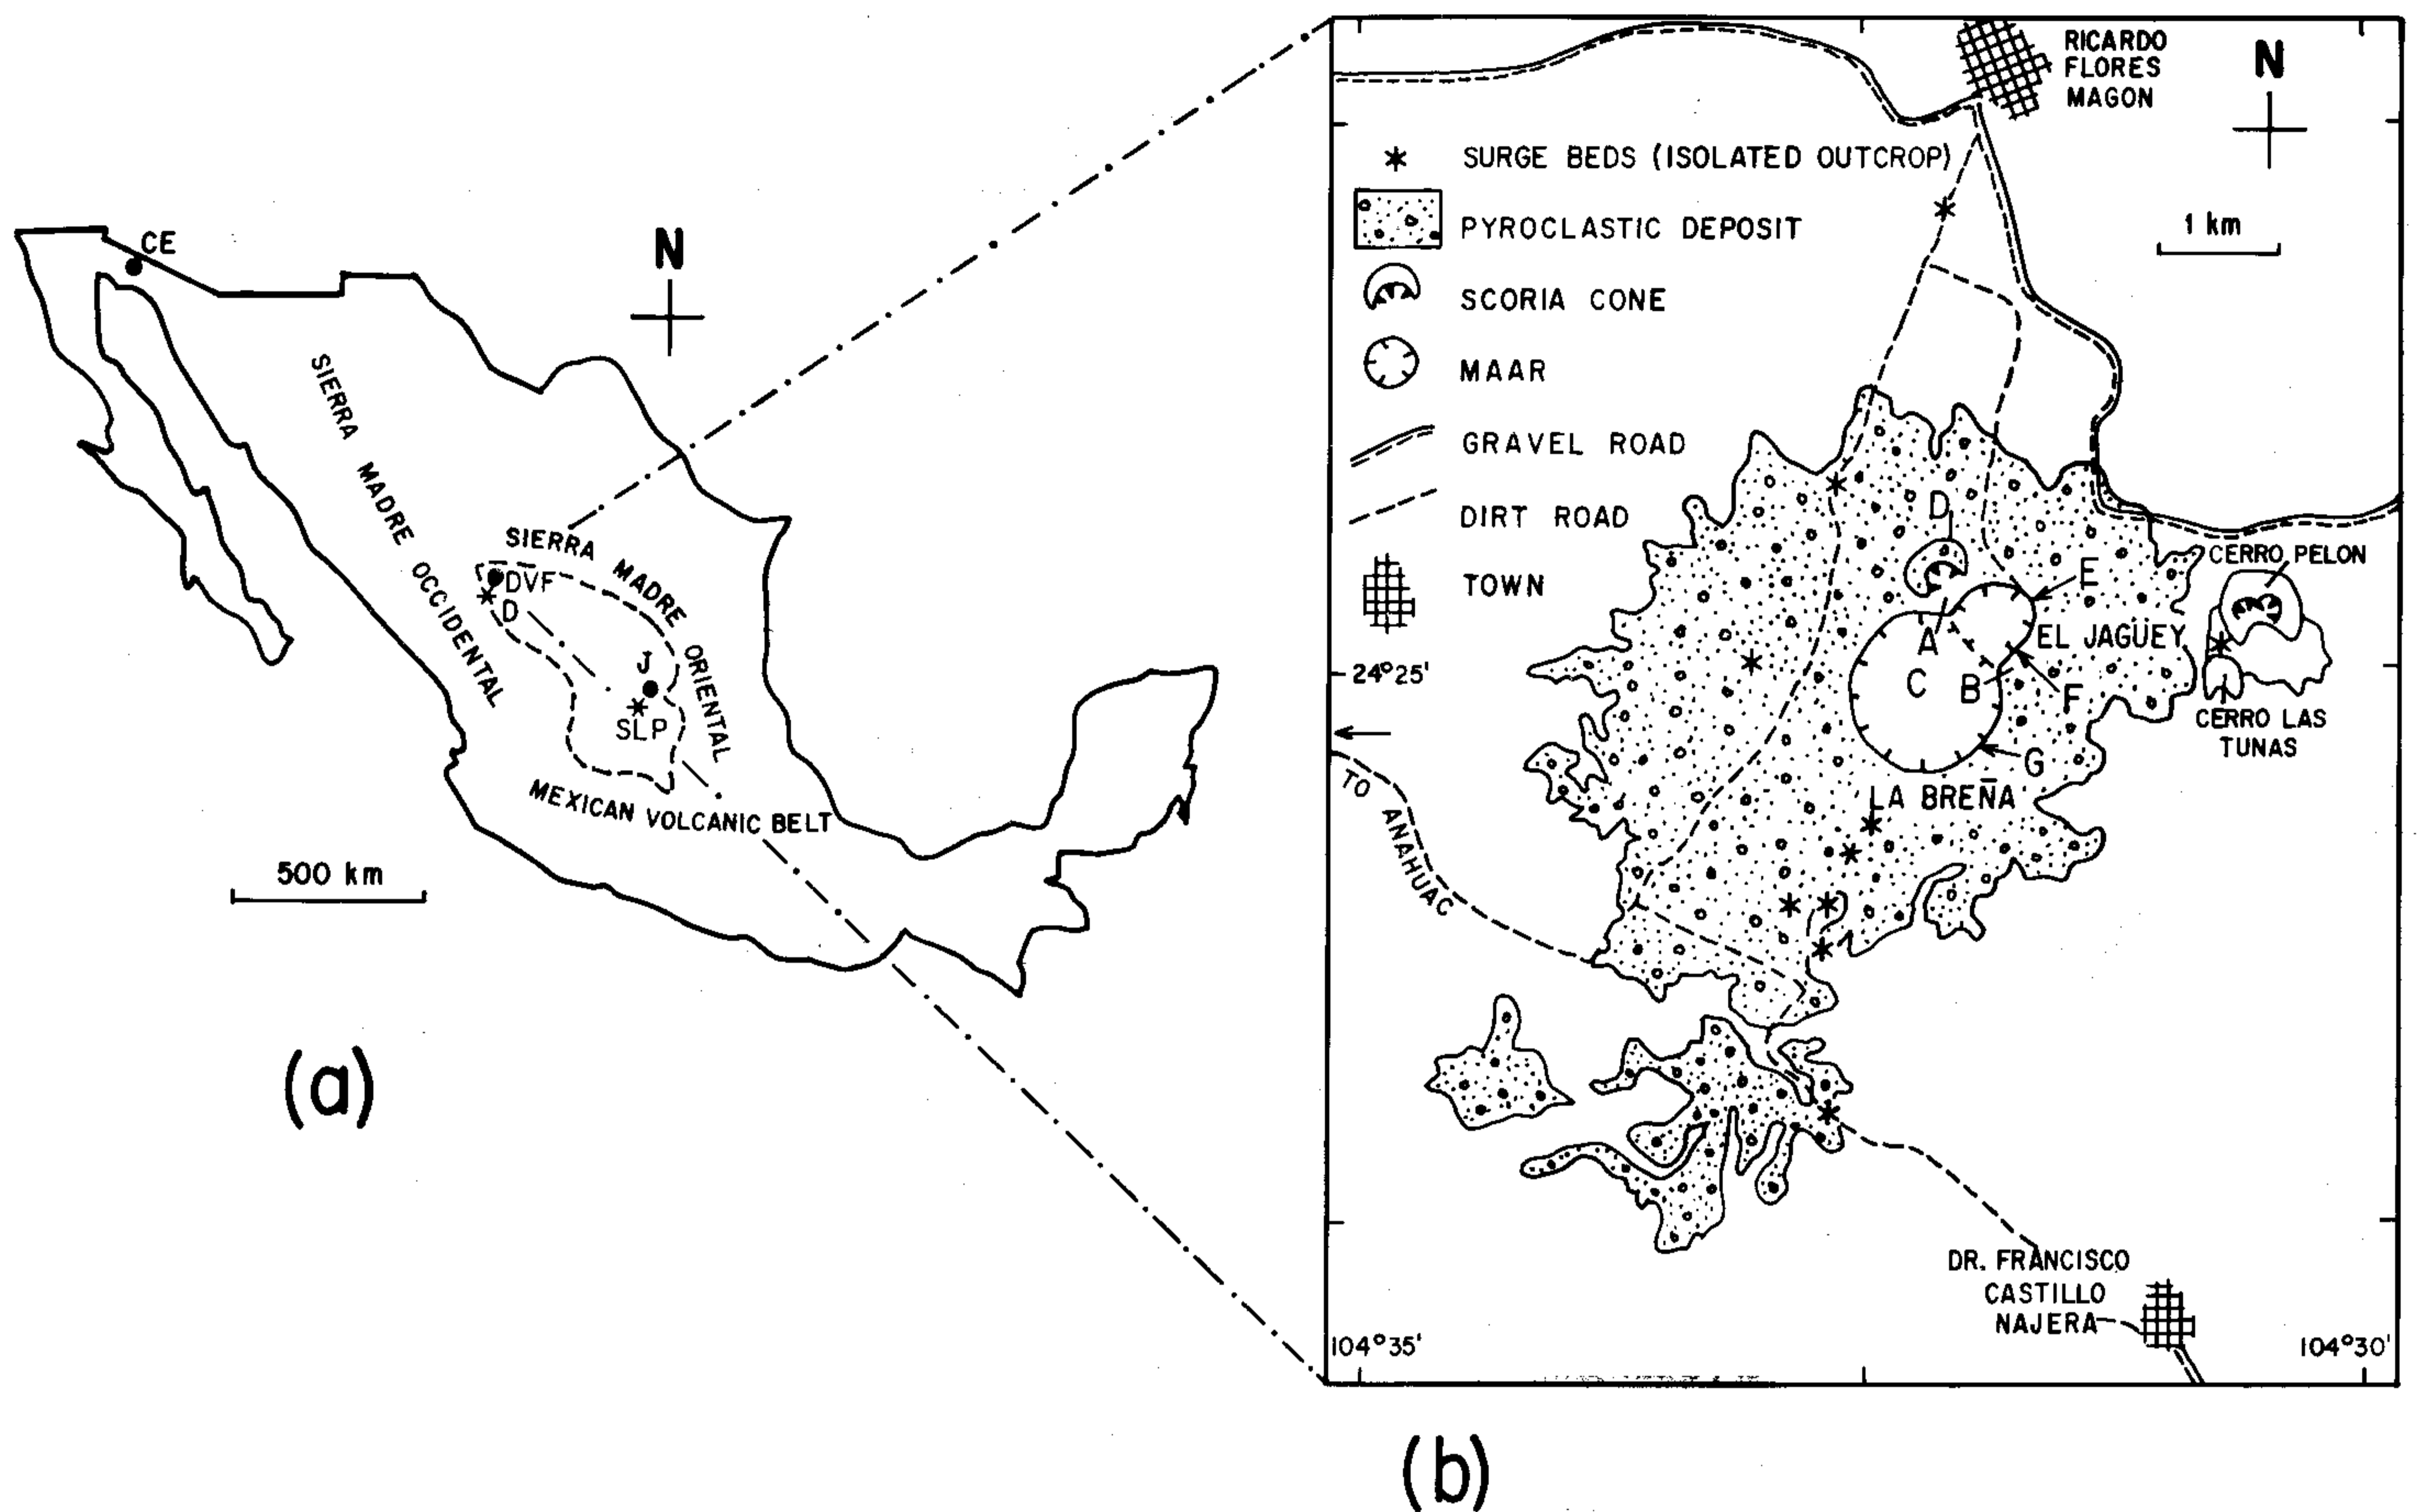 CE
N
SIERRA MADRE OCCIDENTAL
SIERRA MADRE ORIENTAL
DVF
D
J
SLP
MEXICAN VOLCANIC BELT
500 km
(a)
RICARDO
FLORES
MAGON
N
1 km
SURGE BEDS (ISOLATED OUTCROP)
PYROCLASTIC DEPOSIT
SCORIA CONE
MAAR
GRAVEL ROAD
DIRT ROAD
TOWN
D
CERRO PELON
E
A
EL JAGÜEY
24°25'
C
B
F
CERRO LAS
TUNAS
G
LA BREÑA
TO ANAHUAC
DR. FRANCISCO
CASTILLO
NAJERA
104°35'
104°30'
(b)